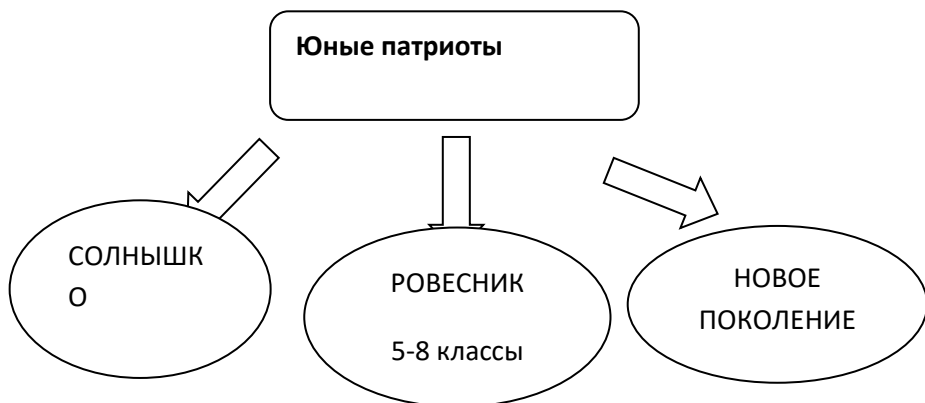 Юные патриоты
СОЛНЫШК
О
РОВЕСНИК
5-8 классы
НОВОЕ
ПОКОЛЕНИЕ